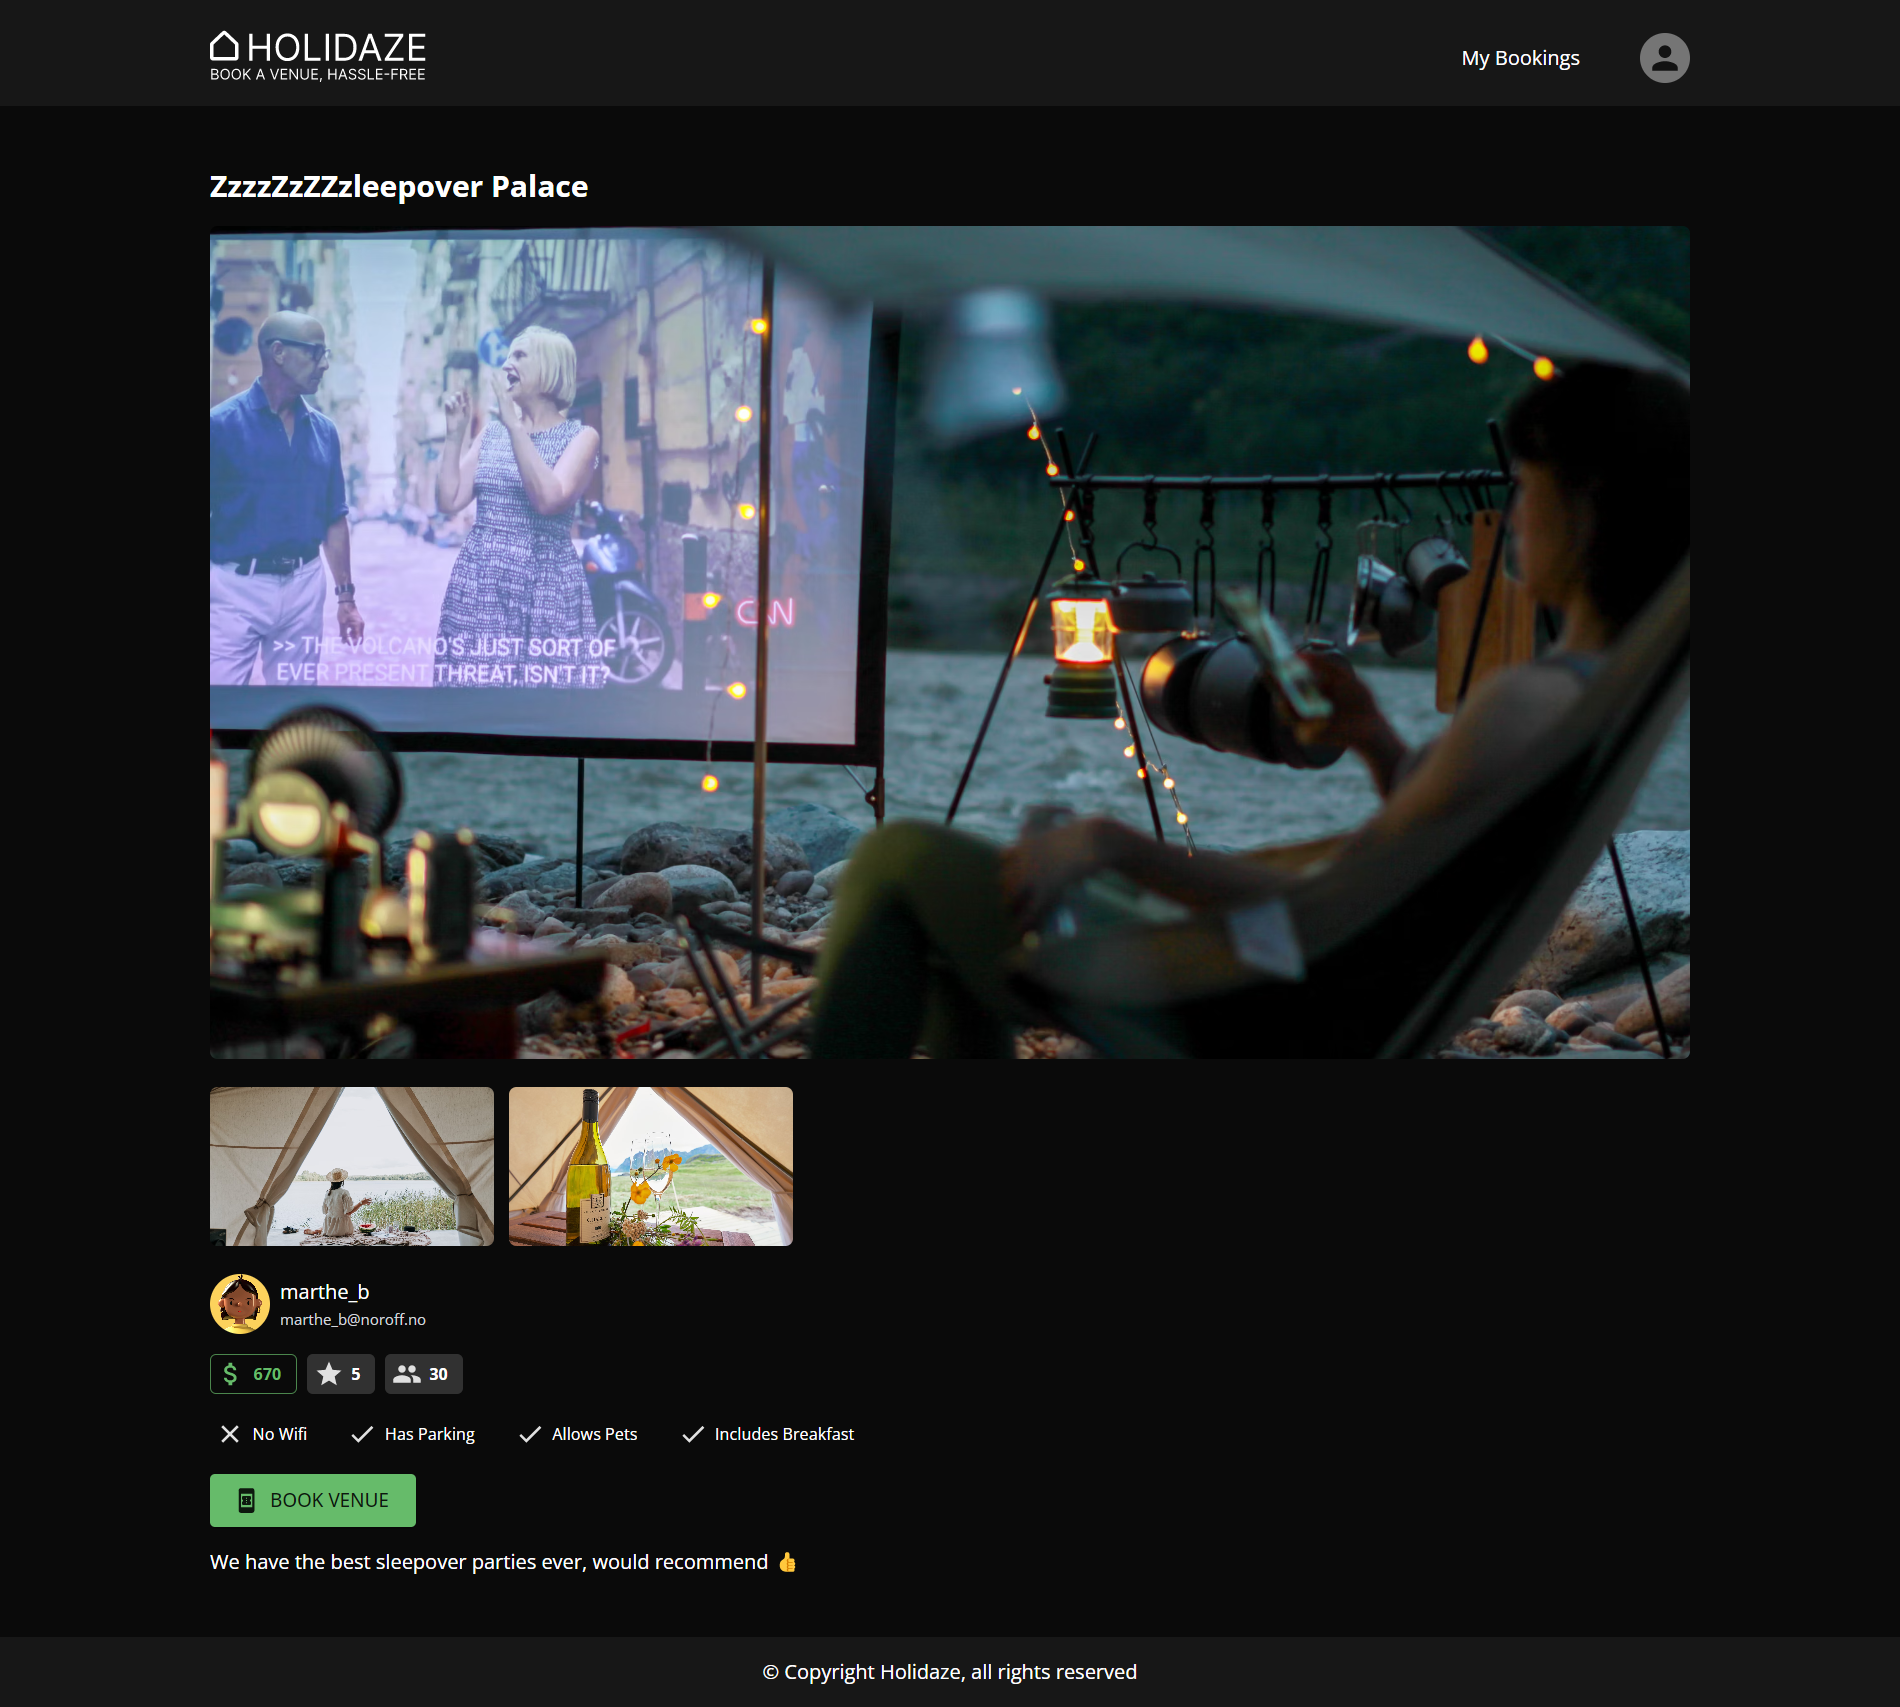 HOLIDAZE
BOOK A VENUE, HASSLE-FREE
My Bookings
ZzzzZzZZzleepover Palace
>> THE VOLCANO'S JUST SORT OF
EVER PRESENT THREAT, ISN'T IT?
CNN
marthe_b
marthe_b@noroff.no
$ 670
5
30
No Wifi
Has Parking
Allows Pets
Includes Breakfast
BOOK VENUE
We have the best sleepover parties ever, would recommend 👍
© Copyright Holidaze, all rights reserved